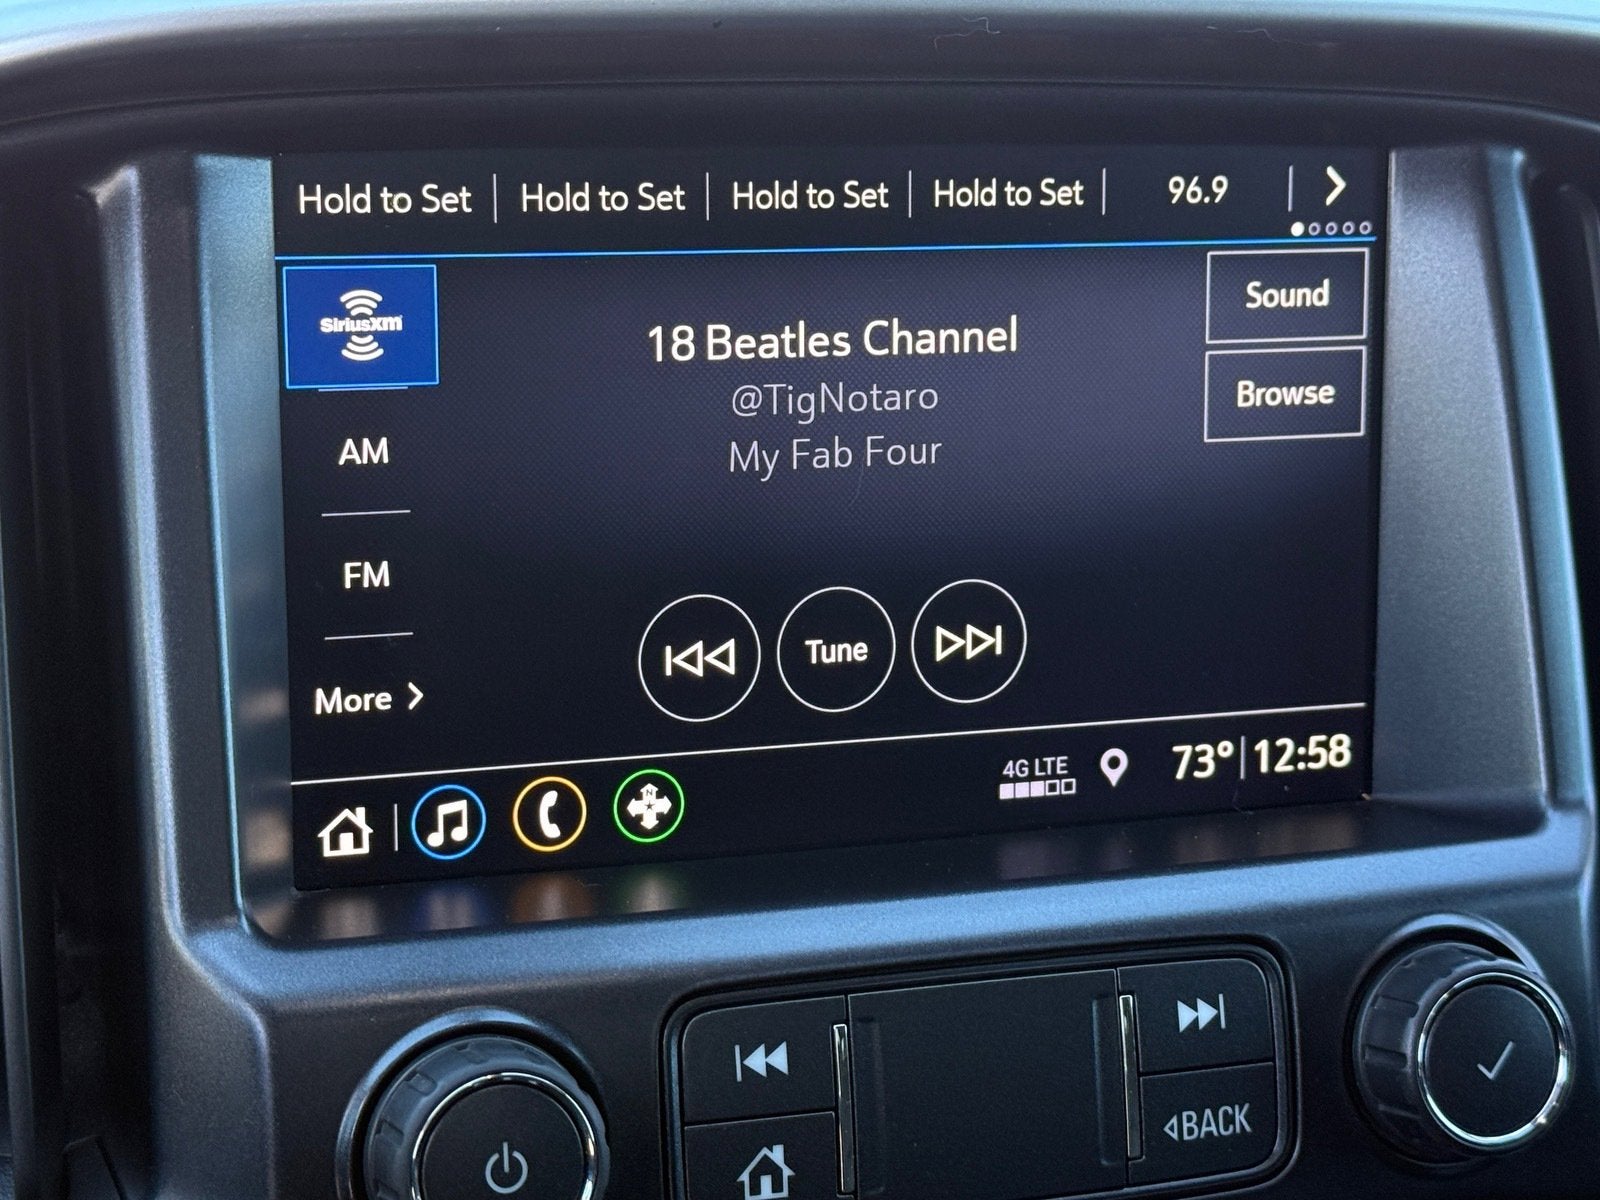 Hold to Set Hold to Set Hold to Set Hold to Set 96.9
SiriusXM
Sound
18 Beatles Channel
@TigNotaro
Browse
My Fab Four
AM
FM
Tune
More
4G LTE
73° 12:58
N
BACK